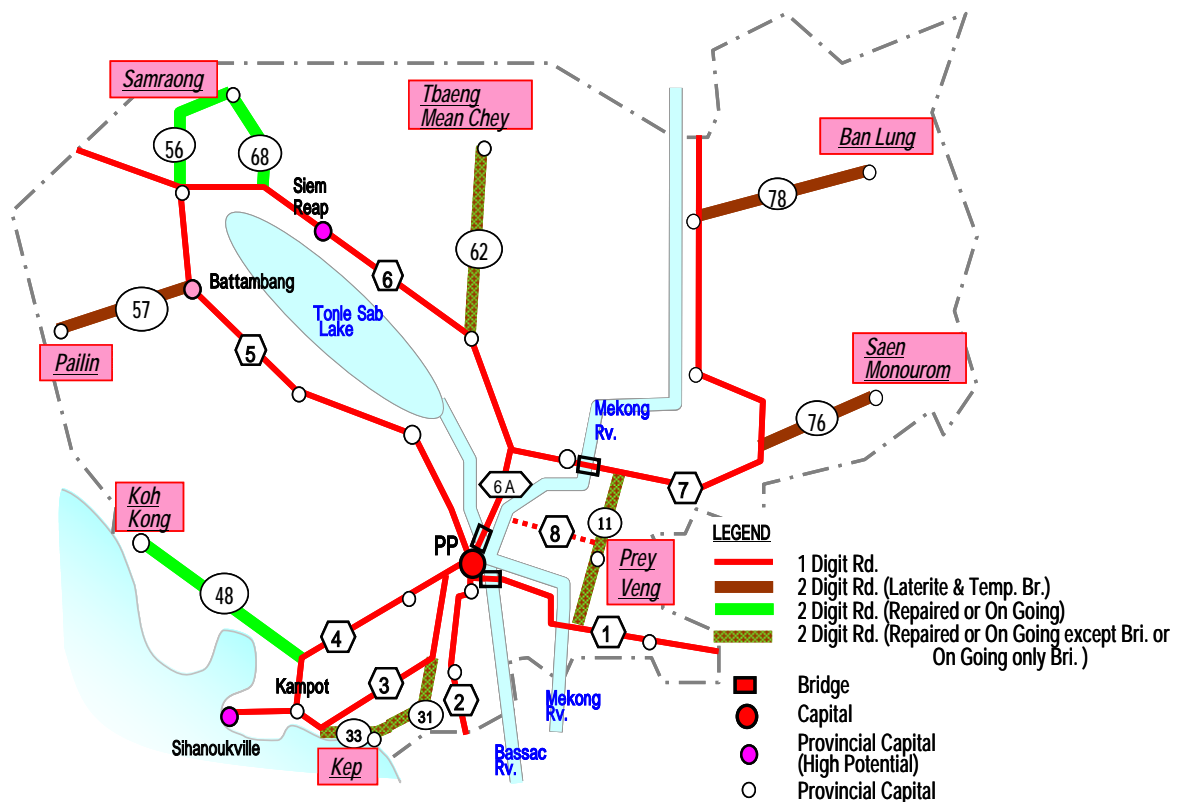 Samraong
Tbaeng
Mean Chey
Ban Lung
56
68
78
Siem
Reap
62
6
Battambang
57
Tonle Sab
Lake
5
Pailin
Saen
Monourom
Mekong
Rv.
76
6 A
7
Koh
Kong
8
11
PP
Prey
Veng
48
4
1
Kampot
3
2
31
33
Sihanoukville
Kep
Mekong
Rv.
Bassac
Rv.
LEGEND
1 Digit Rd.
2 Digit Rd. (Laterite & Temp. Br.)
2 Digit Rd. (Repaired or On Going)
2 Digit Rd. (Repaired or On Going except Bri. or
On Going only Bri. )
Bridge
Capital
Provincial Capital
(High Potential)
Provincial Capital